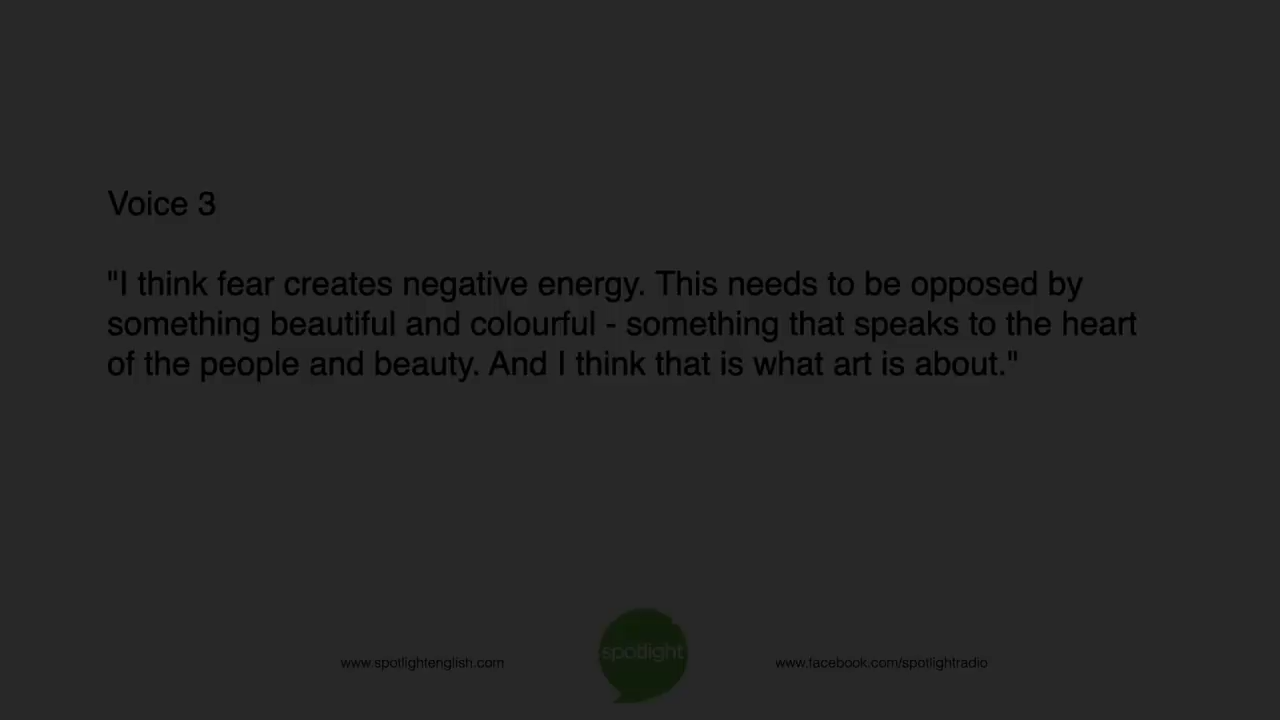 Voice 3
"I think fear creates negative energy. This needs to be opposed by
something beautiful and colourful - something that speaks to the heart
of the people and beauty. And I think that is what art is about."
www.spotlightenglish.com
spotlight
www.facebook.com/spotlightradio